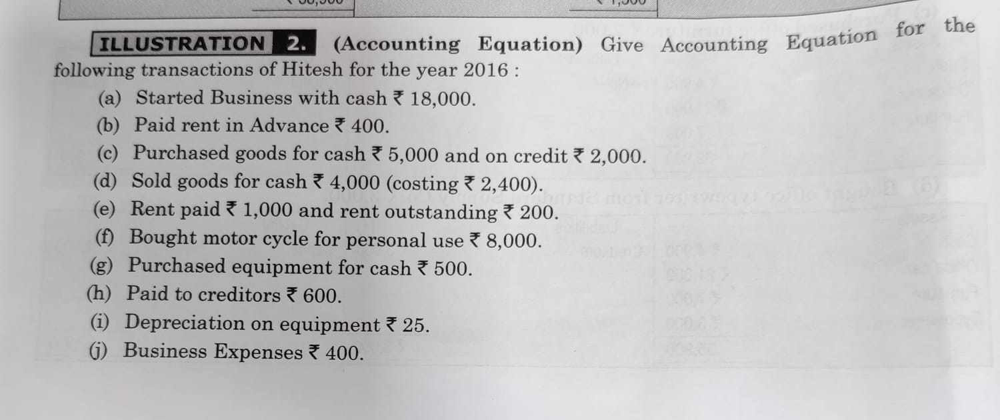 ILLUSTRATION 2. (Accounting Equation) Give Accounting Equation for the
following transactions of Hitesh for the year 2016 :
(a) Started Business with cash ₹ 18,000.
(b) Paid rent in Advance ₹ 400.
(c) Purchased goods for cash ₹ 5,000 and on credit ₹ 2,000.
(d) Sold goods for cash ₹ 4,000 (costing ₹ 2,400).
(e) Rent paid ₹ 1,000 and rent outstanding ₹ 200.
(f) Bought motor cycle for personal use ₹ 8,000.
(g) Purchased equipment for cash ₹ 500.
(h) Paid to creditors ₹ 600.
(i) Depreciation on equipment ₹ 25.
(j) Business Expenses ₹ 400.